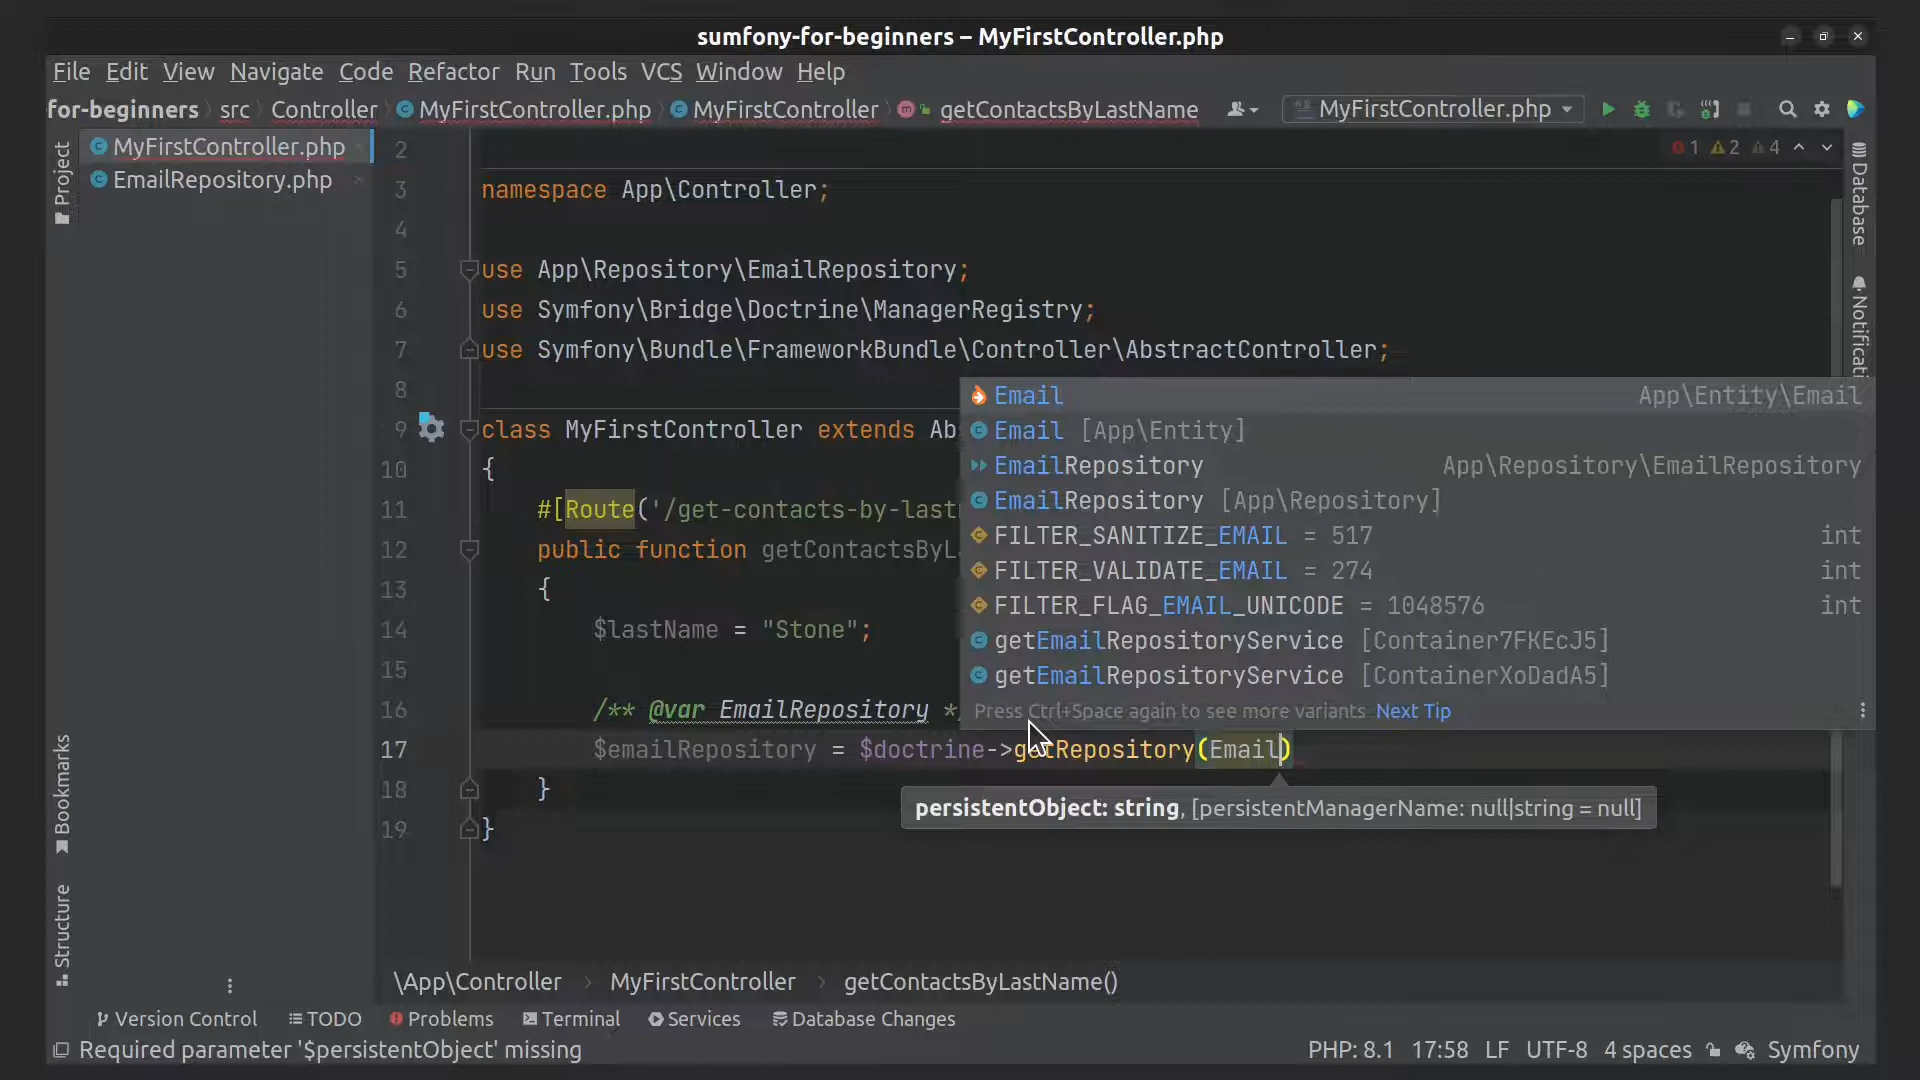 sumfony-for-beginners – MyFirstController.php
File Edit View Navigate Code Refactor Run Tools VCS Window Help
for-beginners src Controller MyFirstController.php MyFirstController getContactsByLastName MyFirstController.php
Project
MyFirstController.php
EmailRepository.php
1 2 4
2
3 namespace App\Controller;
4
5 use App\Repository\EmailRepository;
6 use Symfony\Bridge\Doctrine\ManagerRegistry;
7 use Symfony\Bundle\FrameworkBundle\Controller\AbstractController;
8
9 class MyFirstController extends Ab
10 {
11 #[Route('/get-contacts-by-last
12 public function getContactsByL
13 {
14 $lastName = "Stone";
15
16 /** @var EmailRepository *
17 $emailRepository = $doctrine->getRepository(Email)
18 }
19 }
Email App\Entity\Email
Email [App\Entity]
EmailRepository App\Repository\EmailRepository
EmailRepository [App\Repository]
FILTER_SANITIZE_EMAIL = 517 int
FILTER_VALIDATE_EMAIL = 274 int
FILTER_FLAG_EMAIL_UNICODE = 1048576 int
getEmailRepositoryService [Container7FKEcJ5]
getEmailRepositoryService [ContainerXoDadA5]
Press Ctrl+Space again to see more variants Next Tip
persistentObject: string, [persistentManagerName: null|string = null]
Database
Notificati
Bookmarks
Structure
\App\Controller MyFirstController getContactsByLastName()
Version Control TODO Problems Terminal Services Database Changes
Required parameter '$persistentObject' missing PHP: 8.1 17:58 LF UTF-8 4 spaces Symfony